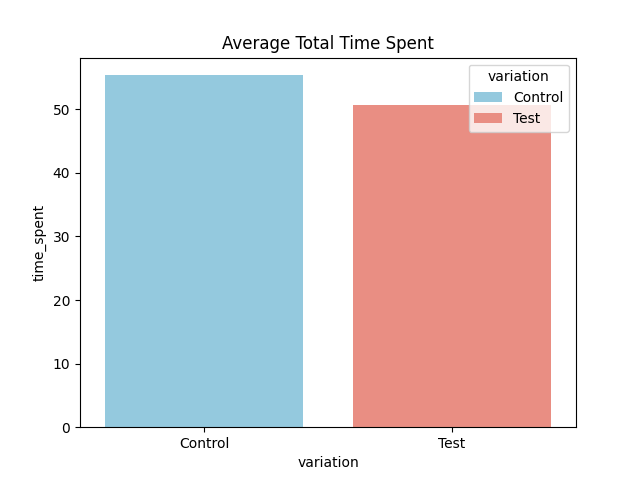 Average Total Time Spent
variation
Control
Test
50
40
30
20
10
0
time_spent
Control
Test
variation